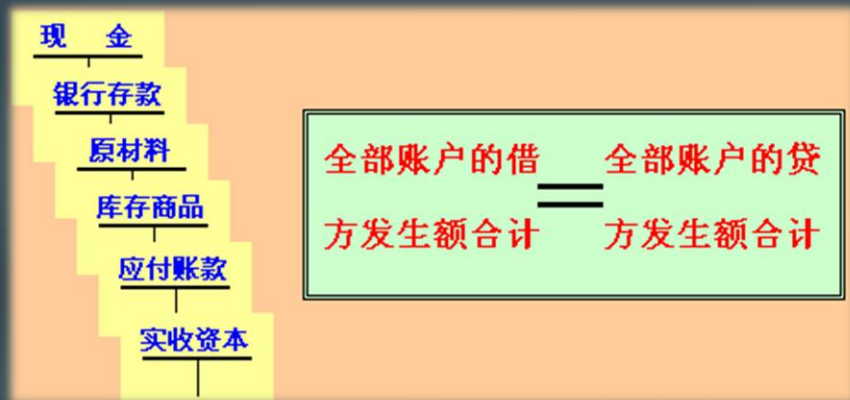 现 金
银行存款
原材料
库存商品
应付账款
实收资本
全部账户的借 = 全部账户的贷
方发生额合计 方发生额合计